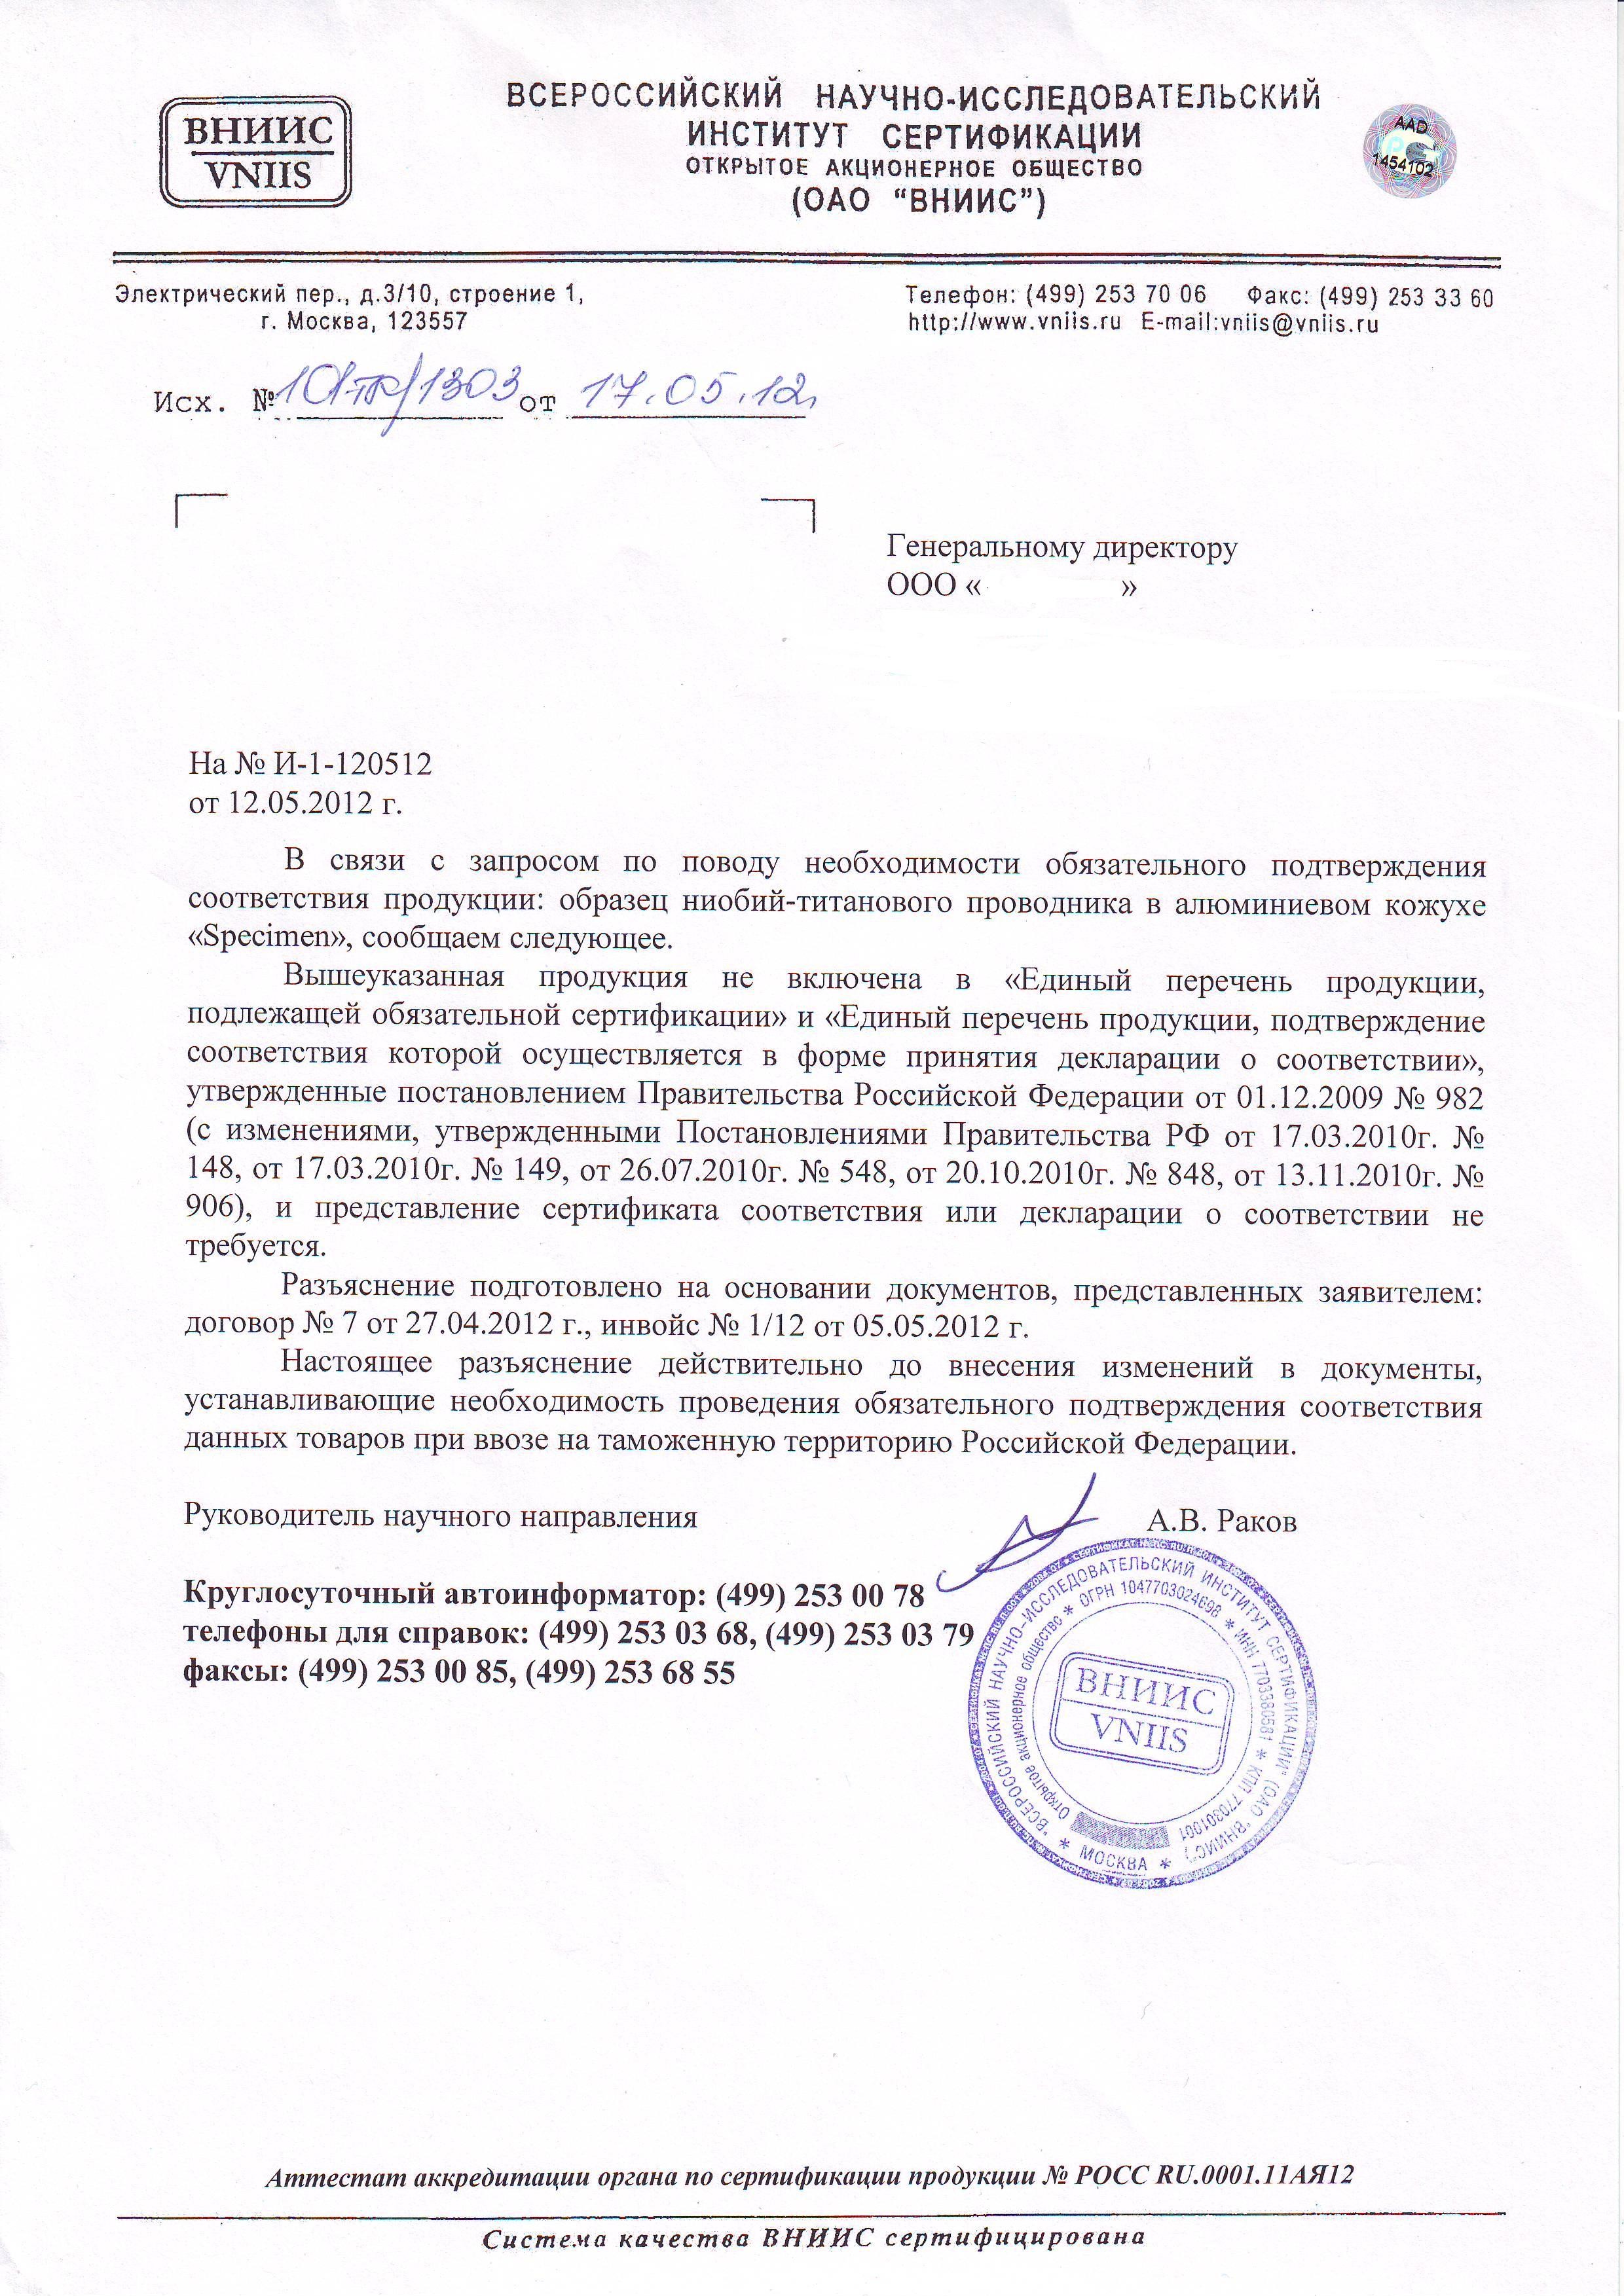 ВНИИС
VNIIS
ВСЕРОССИЙСКИЙ НАУЧНО-ИССЛЕДОВАТЕЛЬСКИЙ
ИНСТИТУТ СЕРТИФИКАЦИИ
ОТКРЫТОЕ АКЦИОНЕРНОЕ ОБЩЕСТВО
(ОАО “ВНИИС”)
AAD
1454102
Электрический пер., д.3/10, строение 1,
г. Москва, 123557
Телефон: (499) 253 70 06 Факс: (499) 253 33 60
http://www.vniis.ru E-mail:vniis@vniis.ru
Исх. № от 17.05.12.
Генеральному директору
ООО « »
На № И-1-120512
от 12.05.2012 г.
В связи с запросом по поводу необходимости обязательного подтверждения
соответствия продукции: образец ниобий-титанового проводника в алюминиевом кожухе
«Specimen», сообщаем следующее.
Вышеуказанная продукция не включена в «Единый перечень продукции,
подлежащей обязательной сертификации» и «Единый перечень продукции, подтверждение
соответствия которой осуществляется в форме принятия декларации о соответствии»,
утвержденные постановлением Правительства Российской Федерации от 01.12.2009 № 982
(с изменениями, утвержденными Постановлениями Правительства РФ от 17.03.2010г. №
148, от 17.03.2010г. № 149, от 26.07.2010г. № 548, от 20.10.2010г. № 848, от 13.11.2010г. №
906), и представление сертификата соответствия или декларации о соответствии не
требуется.
Разъяснение подготовлено на основании документов, представленных заявителем:
договор № 7 от 27.04.2012 г., инвойс № 1/12 от 05.05.2012 г.
Настоящее разъяснение действительно до внесения изменений в документы,
устанавливающие необходимость проведения обязательного подтверждения соответствия
данных товаров при ввозе на таможенную территорию Российской Федерации.
Руководитель научного направления А.В. Раков
Круглосуточный автоинформатор: (499) 253 00 78
телефоны для справок: (499) 253 03 68, (499) 253 03 79
факсы: (499) 253 00 85, (499) 253 68 55
"ВСЕРОССИЙСКИЙ НАУЧНО-ИССЛЕДОВАТЕЛЬСКИЙ ИНСТИТУТ СЕРТИФИКАЦИИ" (ОАО "ВНИИС") * МОСКВА *
Открытое акционерное общество * ОГРН 1047703024698 * ИНН 7703380581 * КПП 770301001
ВНИИС
VNIIS
Аттестат аккредитации органа по сертификации продукции № РОСС RU.0001.11АЯ12
Система качества ВНИИС сертифицирована